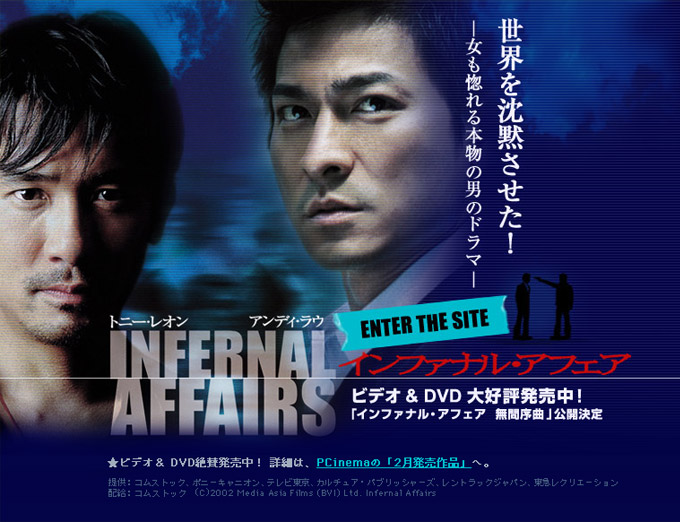 世界を沈黙させた！
―女も惚れる本物の男のドラマ―
トニー・レオン アンディ・ラウ
INFERNAL
AFFAIRS
ENTER THE SITE
インファナル・アフェア
ビデオ & DVD 大好評発売中！
「インファナル・アフェア 無間序曲」公開決定
★ビデオ & DVD絶賛発売中！ 詳細は、PCinemaの「2月発売作品」へ。
提供：コムストック、ポニーキャニオン、テレビ東京、カルチュア・パブリッシャーズ、レントラックジャパン、東急レクリエーション
配給：コムストック (C)2002 Media Asia Films (BVI) Ltd. Infernal Affairs